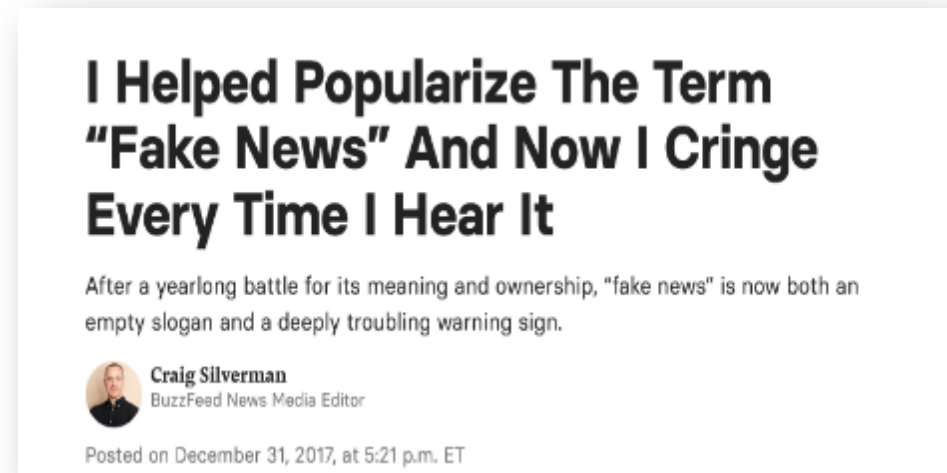 I Helped Popularize The Term
“Fake News” And Now I Cringe
Every Time I Hear It
After a yearlong battle for its meaning and ownership, “fake news” is now both an
empty slogan and a deeply troubling warning sign.
Craig Silverman
BuzzFeed News Media Editor
Posted on December 31, 2017, at 5:21 p.m. ET